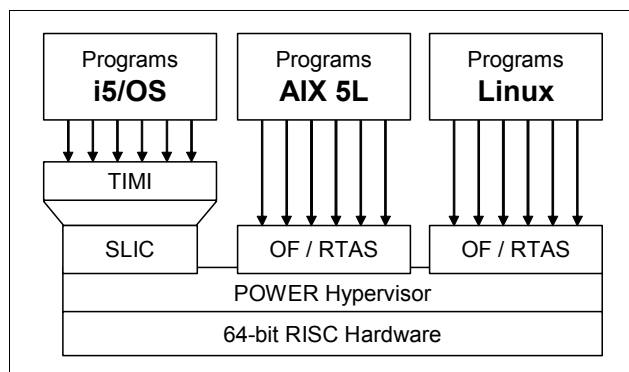 Programs
i5/OS
Programs
AIX 5L
Programs
Linux
TIMI
SLIC
OF / RTAS
OF / RTAS
POWER Hypervisor
64-bit RISC Hardware